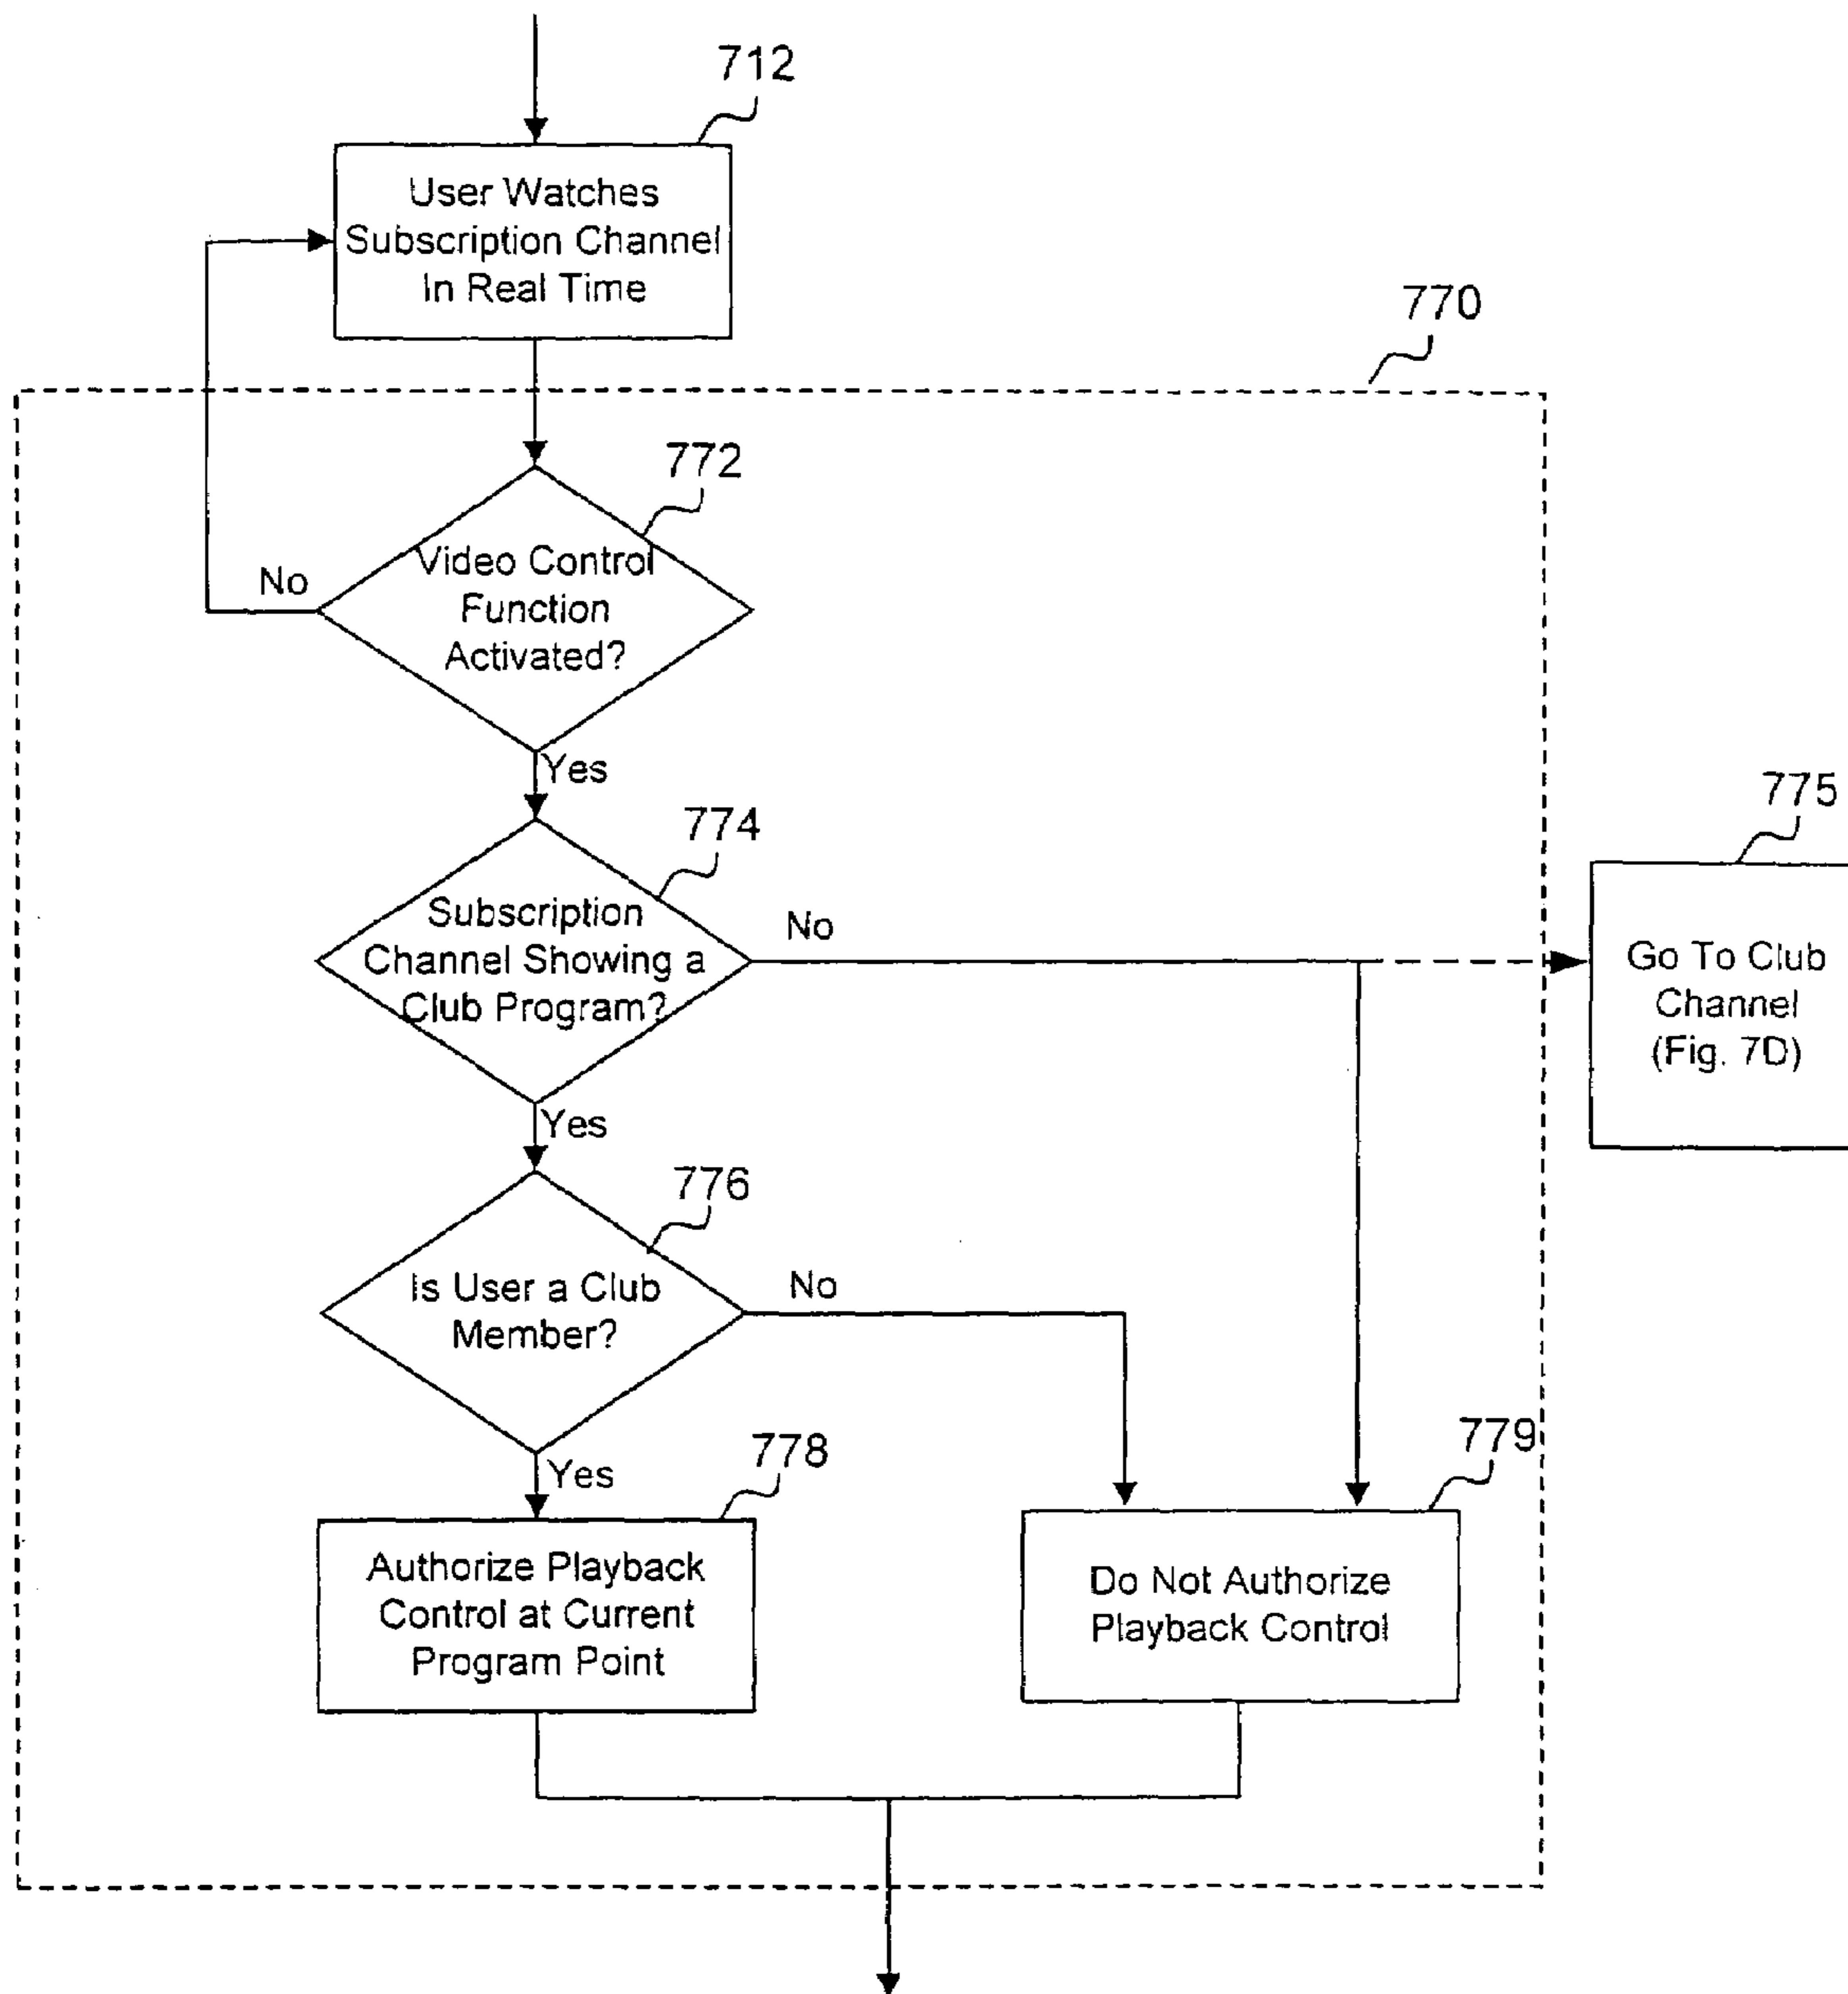 712
User Watches
Subscription Channel
In Real Time
770
772
Video Control
Function
Activated?
No
Yes
774
Subscription
Channel Showing a
Club Program?
No
775
Go To Club
Channel
(Fig. 7D)
Yes
776
Is User a Club
Member?
No
Yes
778
Authorize Playback
Control at Current
Program Point
779
Do Not Authorize
Playback Control